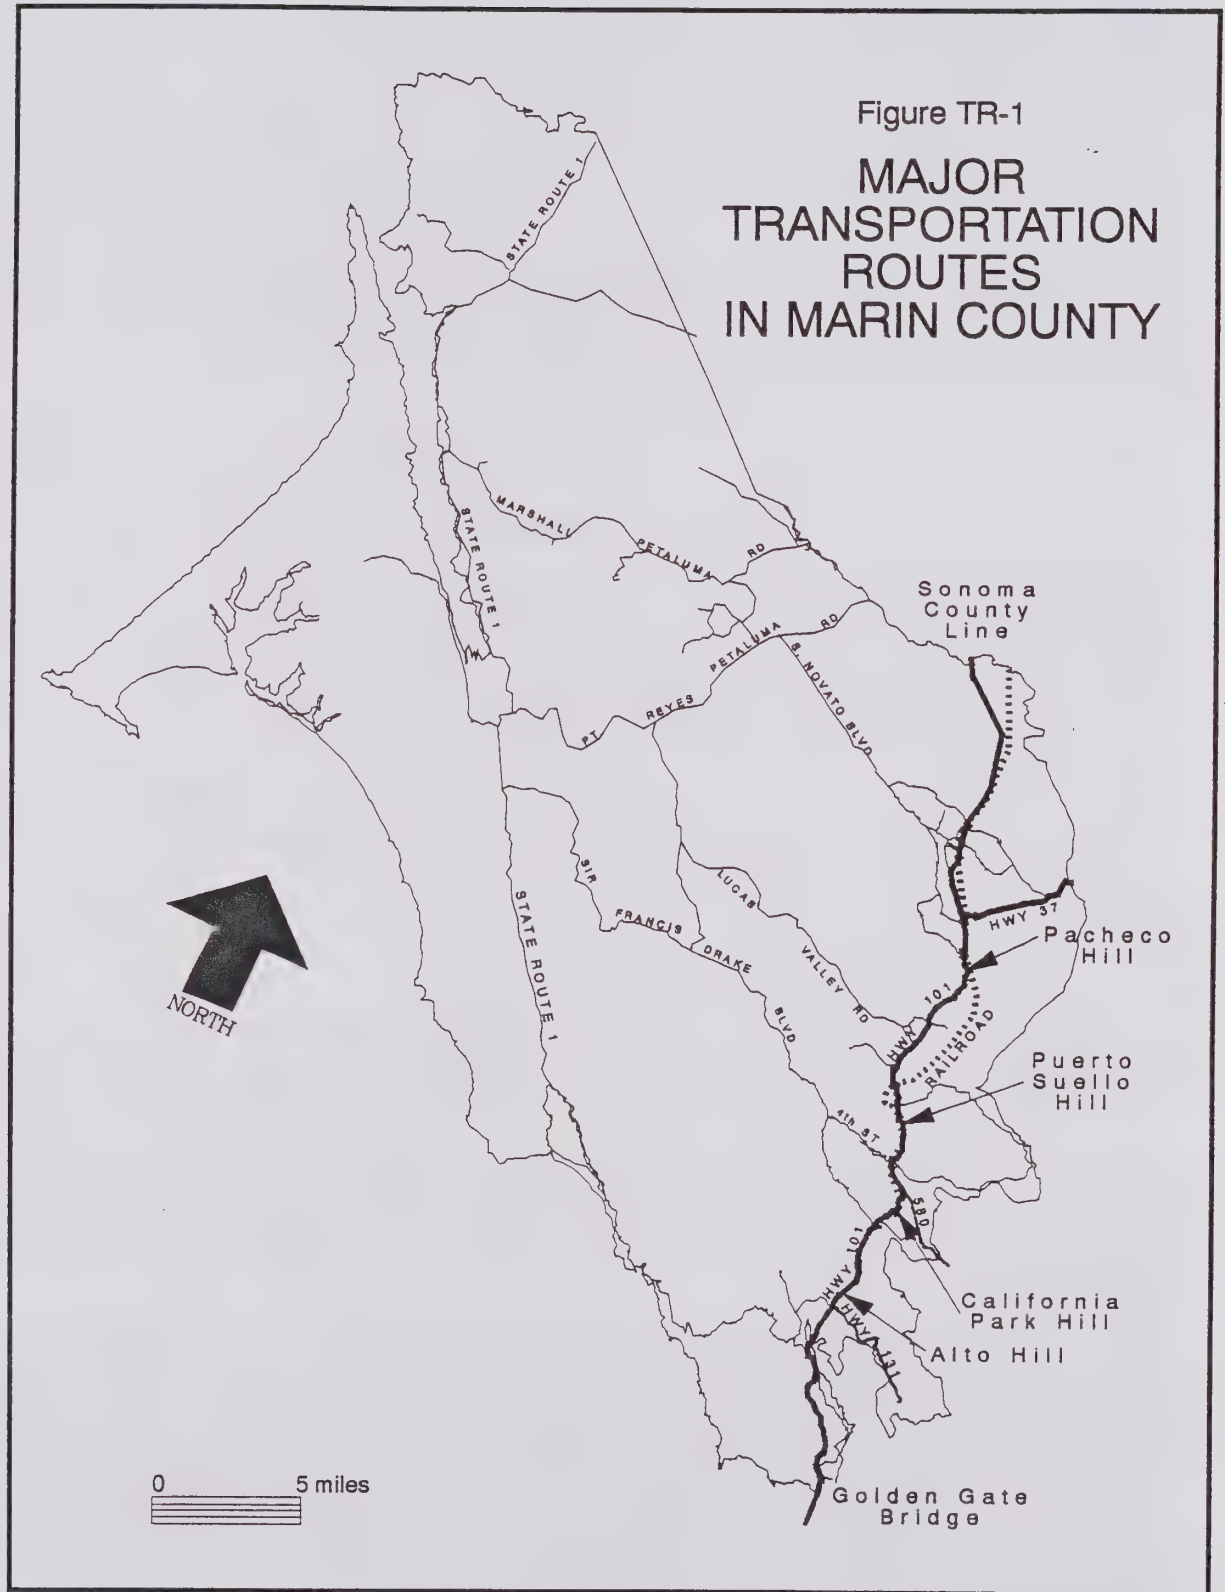 Figure TR-1
MAJOR
TRANSPORTATION
ROUTES
IN MARIN COUNTY
STATE ROUTE 1
STATE ROUTE 1
MARSHALL
PETALUMA
RD
Sonoma
County
Line
PT
REYES
PETALUMA
RD
S. NOVATO BLVD
SIR
FRANCIS
DRAKE
BLVD
LUCAS
VALLEY
RD
STATE ROUTE 1
NORTH
HWY 37
Pacheco
Hill
HWY 101
RAILROAD
Puerto
Suello
Hill
4th ST
580
HWY 101
HWY 131
California
Park Hill
Alto Hill
0 5 miles
Golden Gate
Bridge